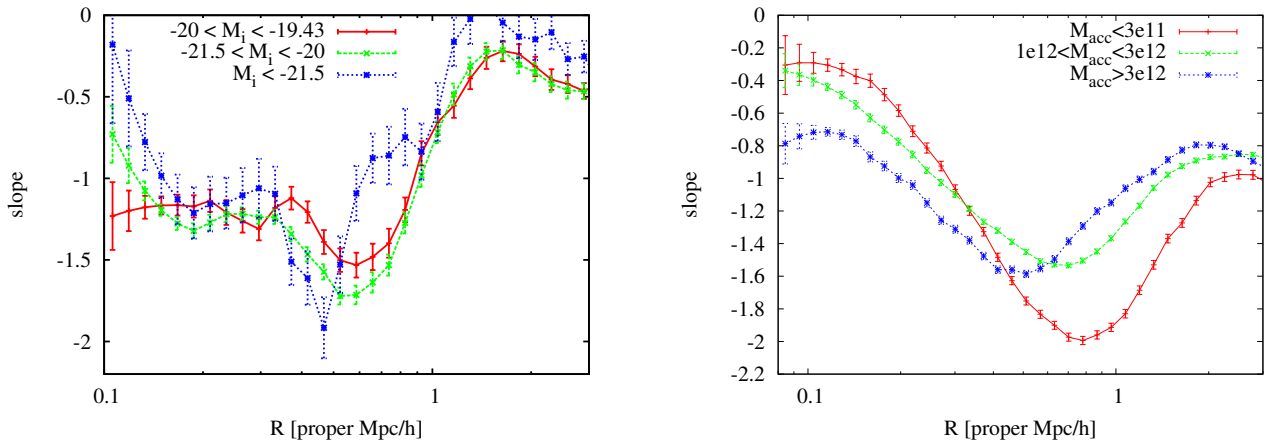 -20 < M_i < -19.43
-21.5 < M_i < -20
M_i < -21.5
0
-0.5
-1
-1.5
-2
slope
0.1
1
R [proper Mpc/h]
M_acc<3e11
1e12<M_acc<3e12
M_acc>3e12
0
-0.2
-0.4
-0.6
-0.8
-1
-1.2
-1.4
-1.6
-1.8
-2
-2.2
slope
0.1
1
R [proper Mpc/h]